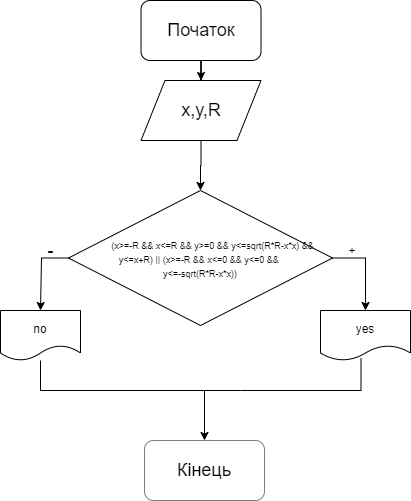 Початок
x,y,R
(x>=-R && x<=R && y>=0 && y<=sqrt(R*R-x*x) &&
y<=x+R) || (x>=-R && x<=0 && y<=0 &&
y<=-sqrt(R*R-x*x))
- +
no yes
Кінець